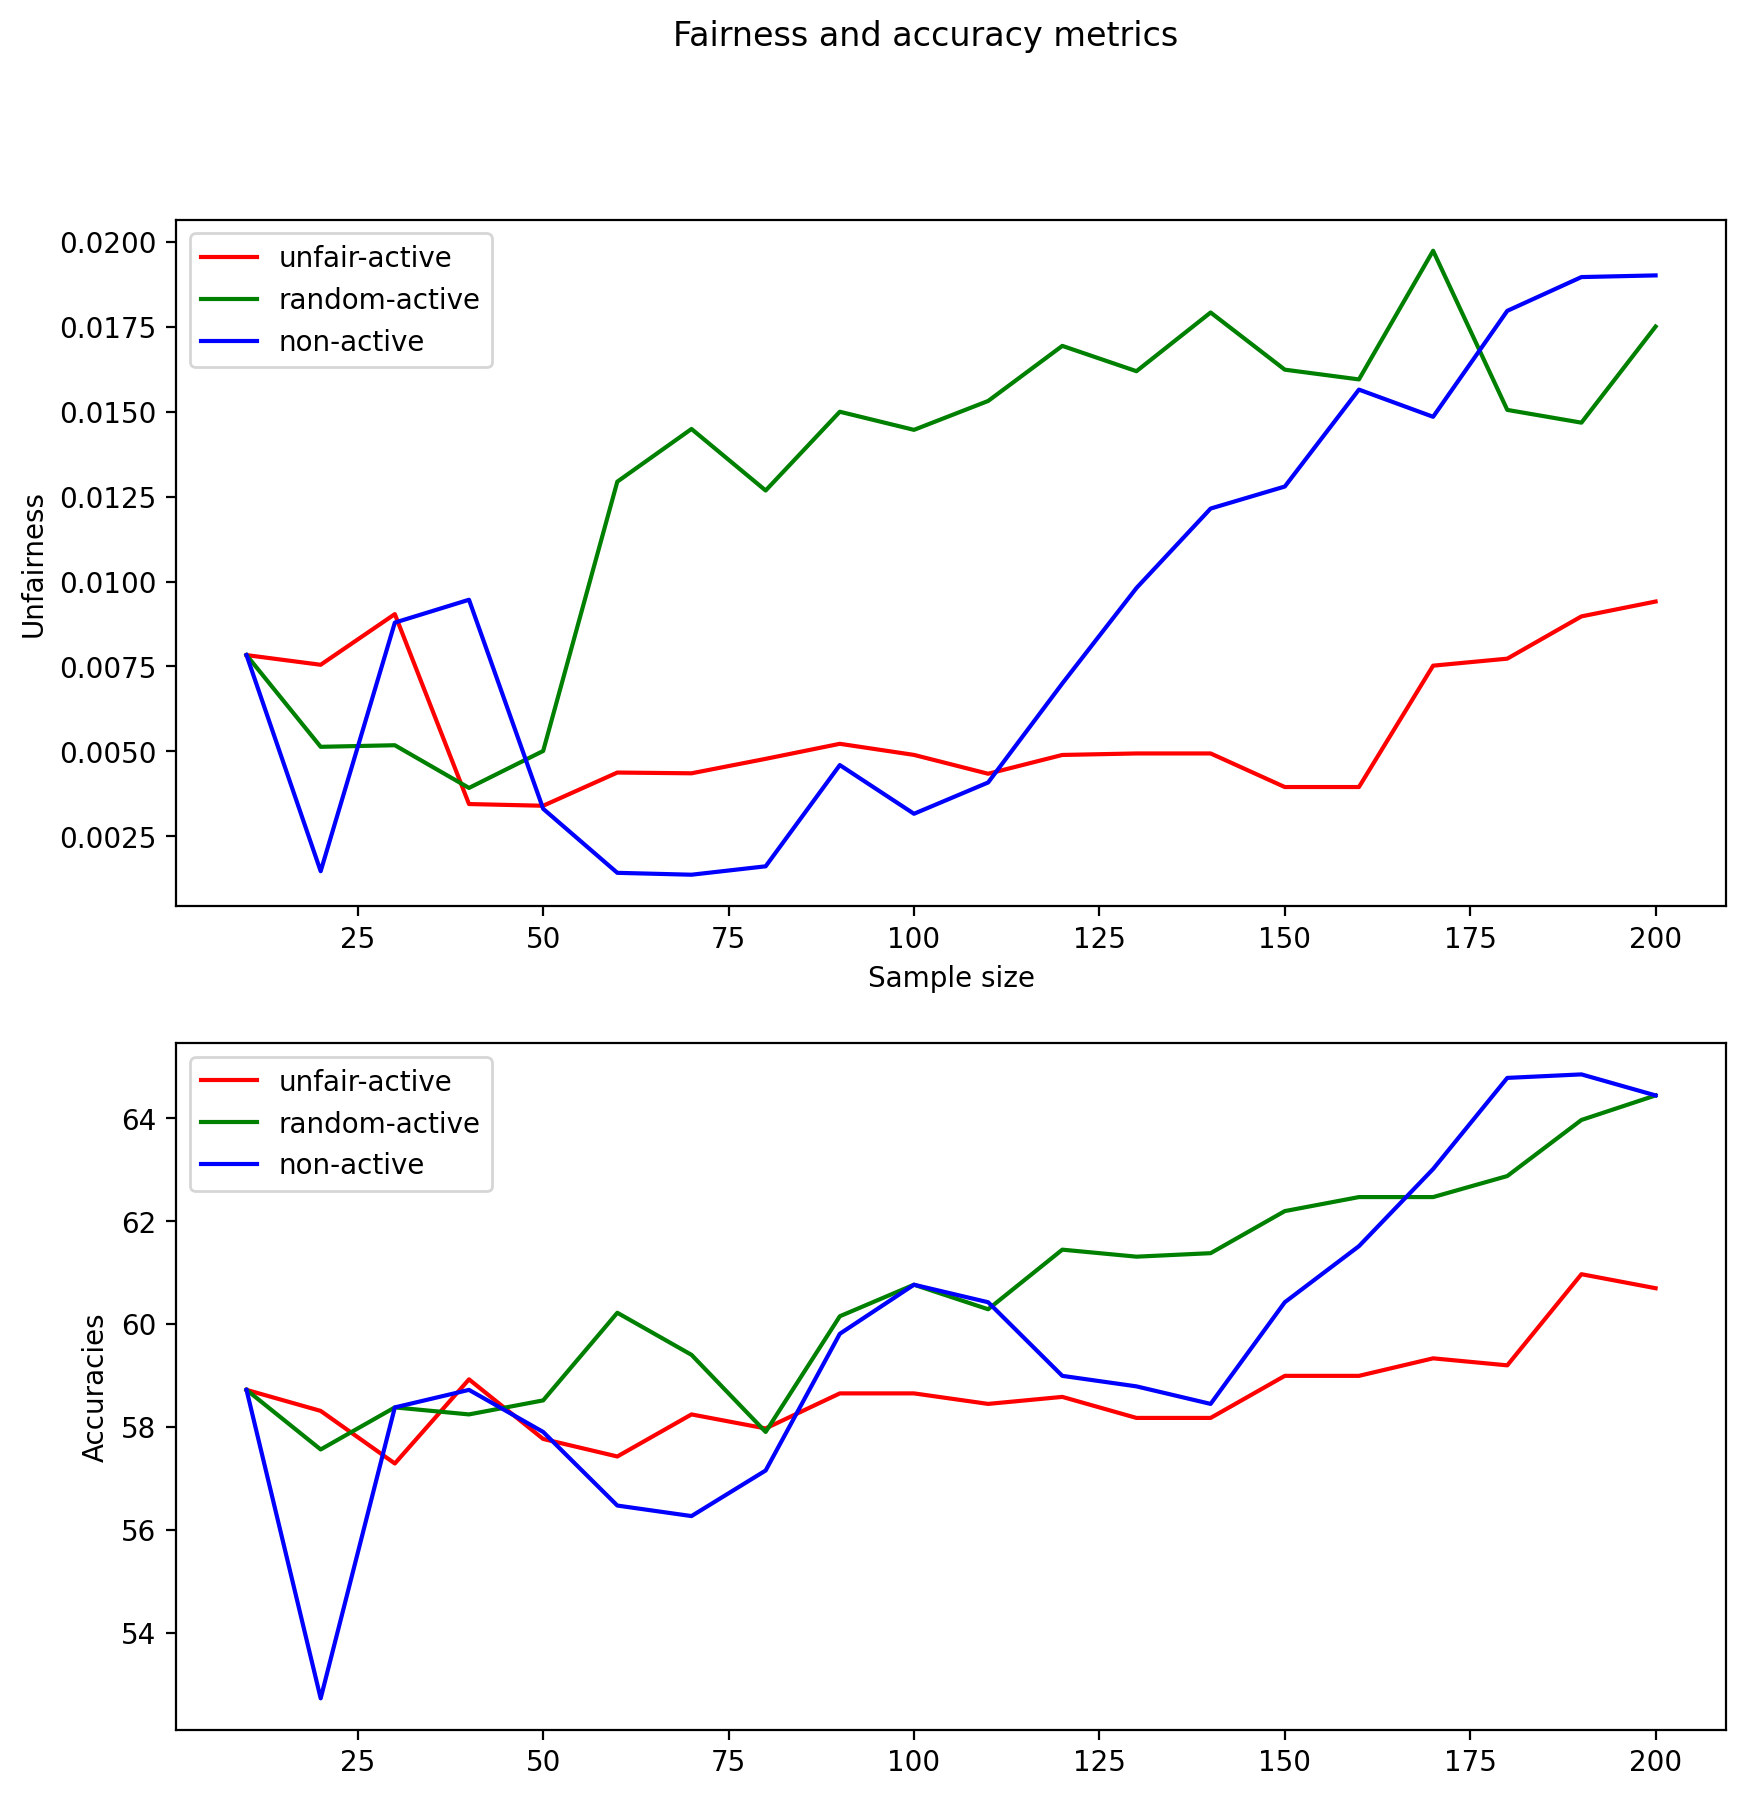 Fairness and accuracy metrics
unfair-active
random-active
non-active
0.0200
0.0175
0.0150
0.0125
0.0100
0.0075
0.0050
0.0025
Unfairness
25 50 75 100 125 150 175 200
Sample size
unfair-active
random-active
non-active
64
62
60
58
56
54
Accuracies
25 50 75 100 125 150 175 200